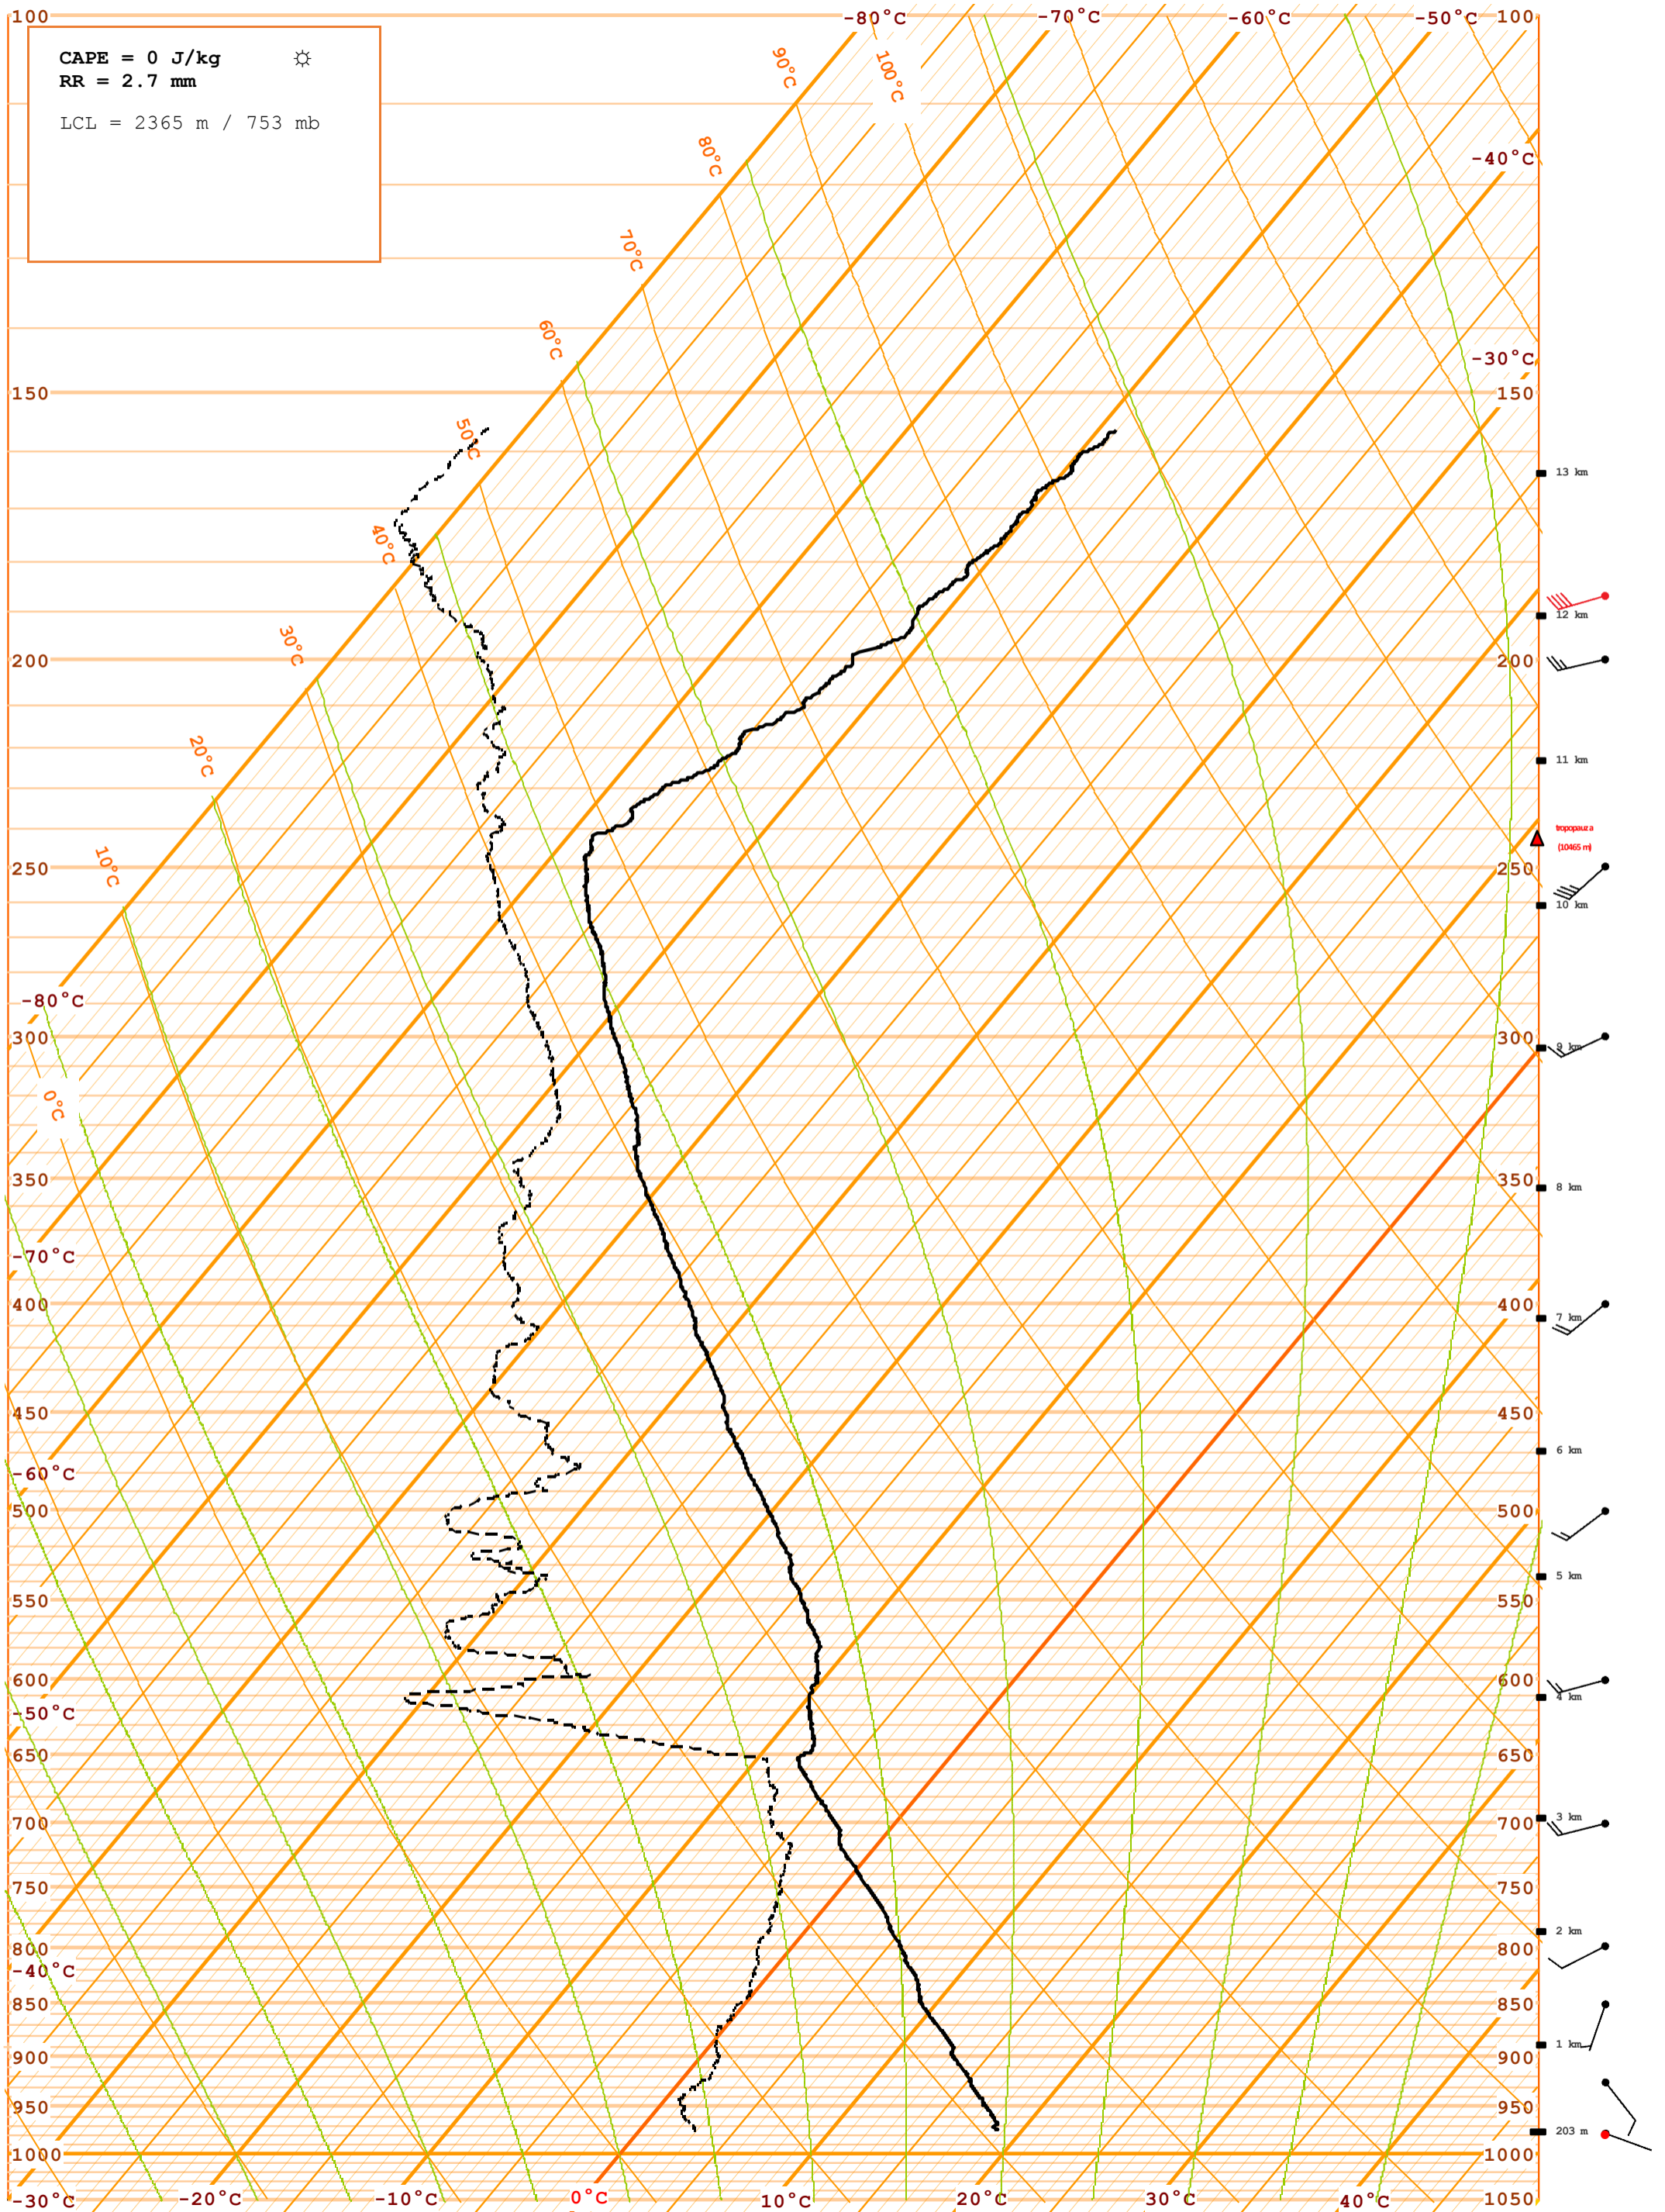 100
-80°C
-70°C
-60°C
-50°C
100
CAPE = 0 J/kg
RR = 2.7 mm
LCL = 2365 m / 753 mb
90°C
100°C
80°C
-40°C
70°C
60°C
-30°C
150
150
50°C
13 km
40°C
12 km
30°C
200
200
20°C
11 km
tropopauza
(10465 m)
10°C
250
250
10 km
-80°C
300
300
9 km
0°C
350
350
8 km
-70°C
400
400
7 km
450
450
6 km
-60°C
500
500
5 km
550
550
600
600
4 km
-50°C
650
650
3 km
700
700
750
750
2 km
800
800
-40°C
850
850
1 km
900
900
950
950
203 m
1000
1000
-30°C
-20°C
-10°C
0°C
10°C
20°C
30°C
40°C
1050